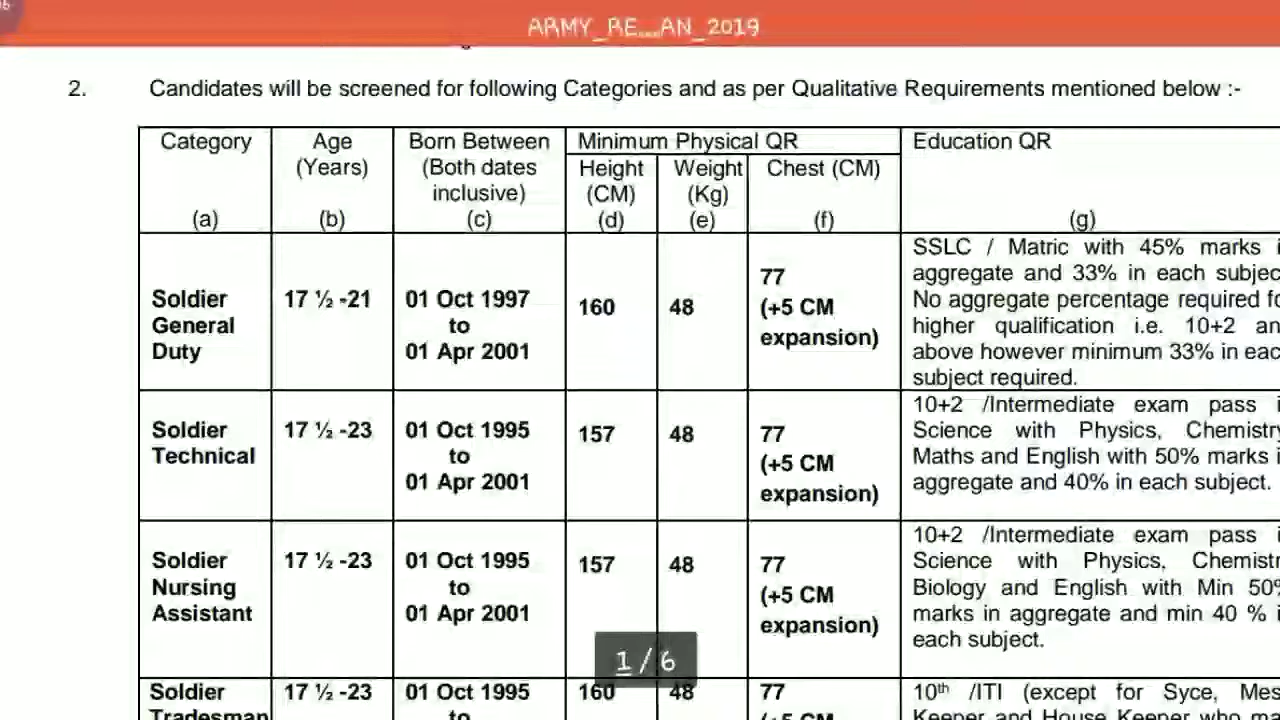 ARMY_RE...AN_2019
2. Candidates will be screened for following Categories and as per Qualitative Requirements mentioned below :-
Category
(a)
Age
(Years)
(b)
Born Between
(Both dates
inclusive)
(c)
Minimum Physical QR
Height
(CM)
(d)
Weight
(Kg)
(e)
Chest (CM)
(f)
Education QR
(g)
Soldier
General
Duty
17 ½ -21
01 Oct 1997
to
01 Apr 2001
160
48
77
(+5 CM
expansion)
SSLC / Matric with 45% marks
aggregate and 33% in each
No aggregate percentage required
higher qualification i.e. 10+2
above however minimum 33% in
subject required.
Soldier
Technical
17 ½ -23
01 Oct 1995
to
01 Apr 2001
157
48
77
(+5 CM
expansion)
10+2 /Intermediate exam pass
Science with Physics, Chemistry
Maths and English with 50% marks
aggregate and 40% in each subject.
Soldier
Nursing
Assistant
17 ½ -23
01 Oct 1995
to
01 Apr 2001
157
48
77
(+5 CM
expansion)
10+2 /Intermediate exam pass
Science with Physics,
Biology and English with Min 50%
marks in aggregate and min 40 %
each subject.
1 / 6
Soldier
Tradesman
17 ½ -23
01 Oct 1995
to
160
48
77
(+5 CM
10th /ITI (except for Syce,
Keeper and House Keeper who